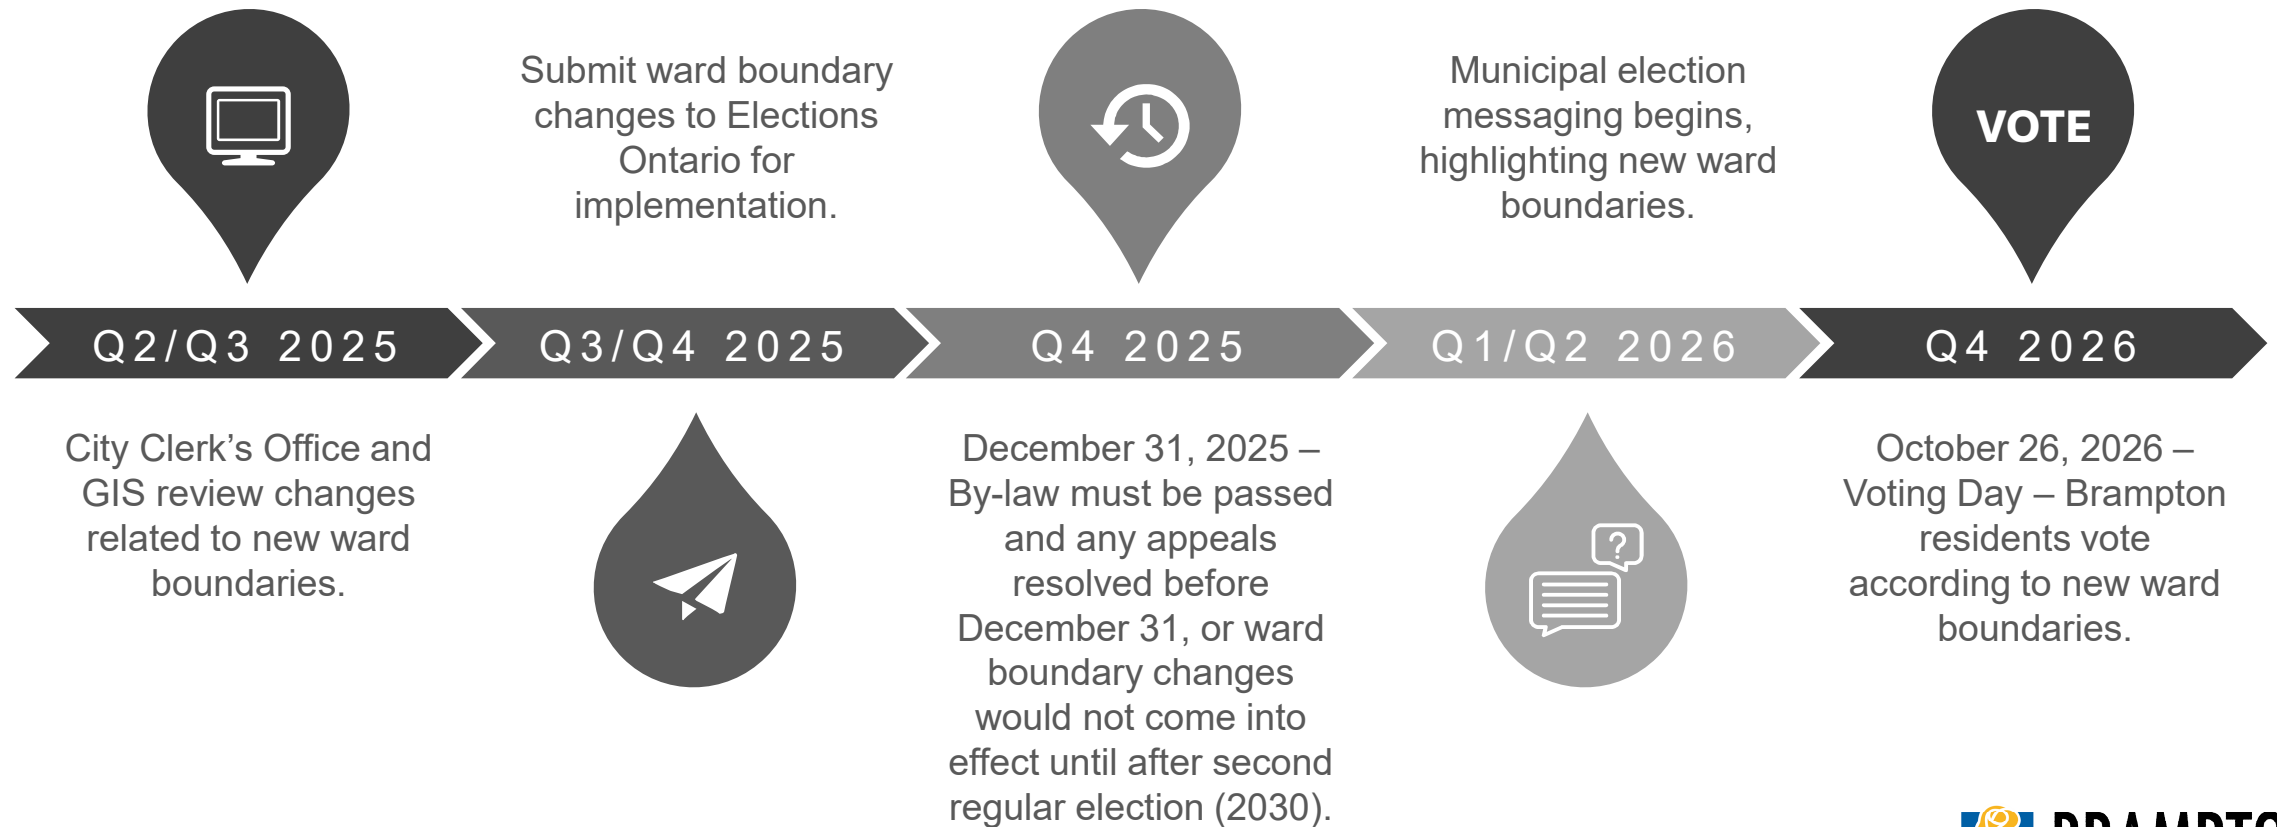 Submit ward boundary
changes to Elections
Ontario for
implementation.
Municipal election
messaging begins,
highlighting new ward
boundaries.
VOTE
Q2/Q3 2025
Q3/Q4 2025
Q4 2025
Q1/Q2 2026
Q4 2026
City Clerk’s Office and
GIS review changes
related to new ward
boundaries.
December 31, 2025 –
By-law must be passed
and any appeals
resolved before
December 31, or ward
boundary changes
would not come into
effect until after second
regular election (2030).
?
October 26, 2026 –
Voting Day – Brampton
residents vote
according to new ward
boundaries.